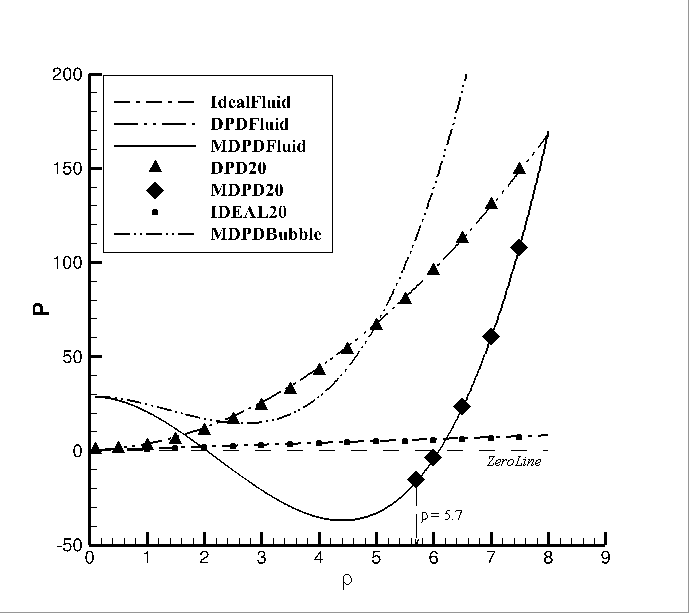 200
150
100
50
0
-50
P
IdealFluid
DPDFluid
MDPDFluid
DPD20
MDPD20
IDEAL20
MDPDBubble
ZeroLine
ρ = 5.7
0 1 2 3 4 5 6 7 8 9
ρ